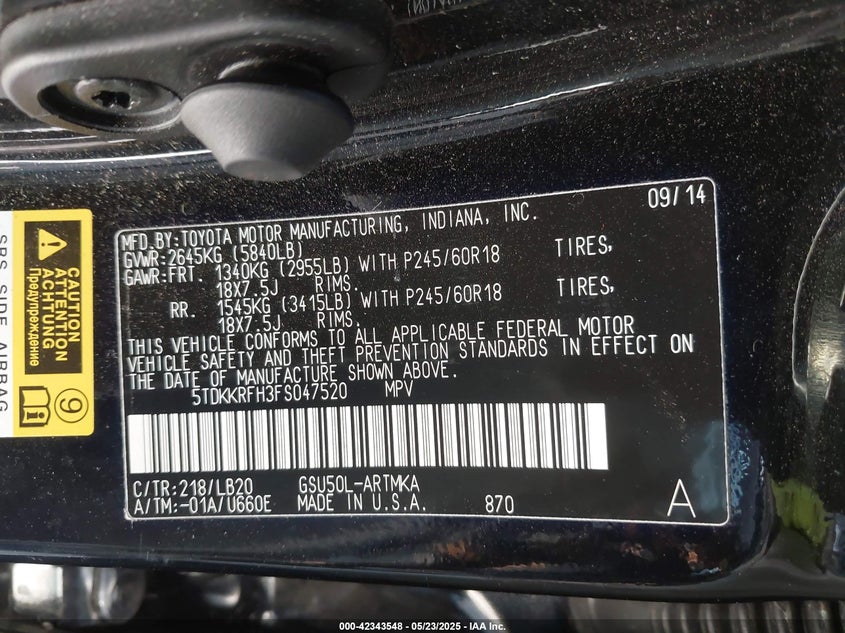 09/14
MFD.BY:TOYOTA MOTOR MANUFACTURING, INDIANA, INC.
GVWR:2645KG (5840LB)
GAWR:FRT. 1340KG (2955LB) WITH P245/60R18 TIRES,
18X7.5J RIMS.
RR. 1545KG (3415LB) WITH P245/60R18 TIRES,
18X7.5J RIMS.
THIS VEHICLE CONFORMS TO ALL APPLICABLE FEDERAL MOTOR
VEHICLE SAFETY AND THEFT PREVENTION STANDARDS IN EFFECT ON
THE DATE OF MANUFACTURE SHOWN ABOVE.
5TDKKRFH3FS047520 MPV
C/TR:218/LB20 GSU50L-ARTMKA
A/TM:-01A/U660E MADE IN U.S.A. 870 A
SRS SIDE AIRBAG
CAUTION
ATTENTION
ACHTUNG
Предупреждение
9
000-42343548 - 05/23/2025 - IAA Inc.